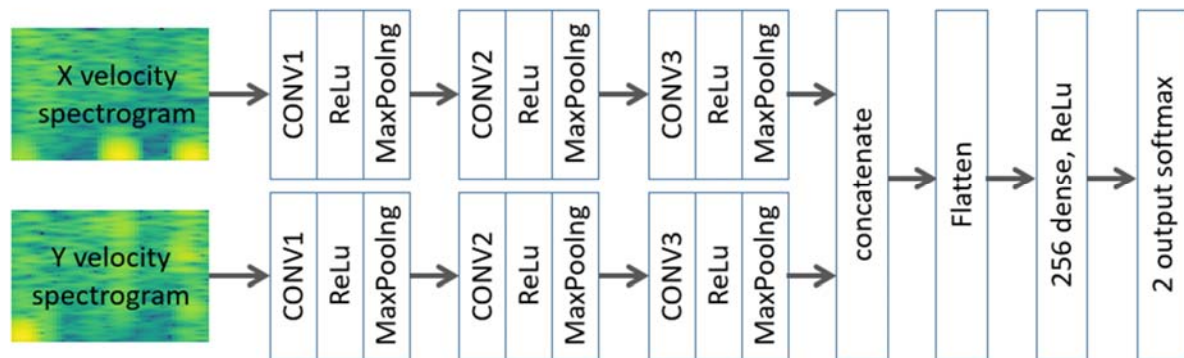 X velocity
spectrogram
CONV1
ReLu
MaxPoolng
CONV2
ReLu
MaxPoolng
CONV3
ReLu
MaxPoolng
Y velocity
spectrogram
CONV1
ReLu
MaxPoolng
CONV2
ReLu
MaxPoolng
CONV3
ReLu
MaxPoolng
concatenate
Flatten
256 dense, ReLu
2 output softmax